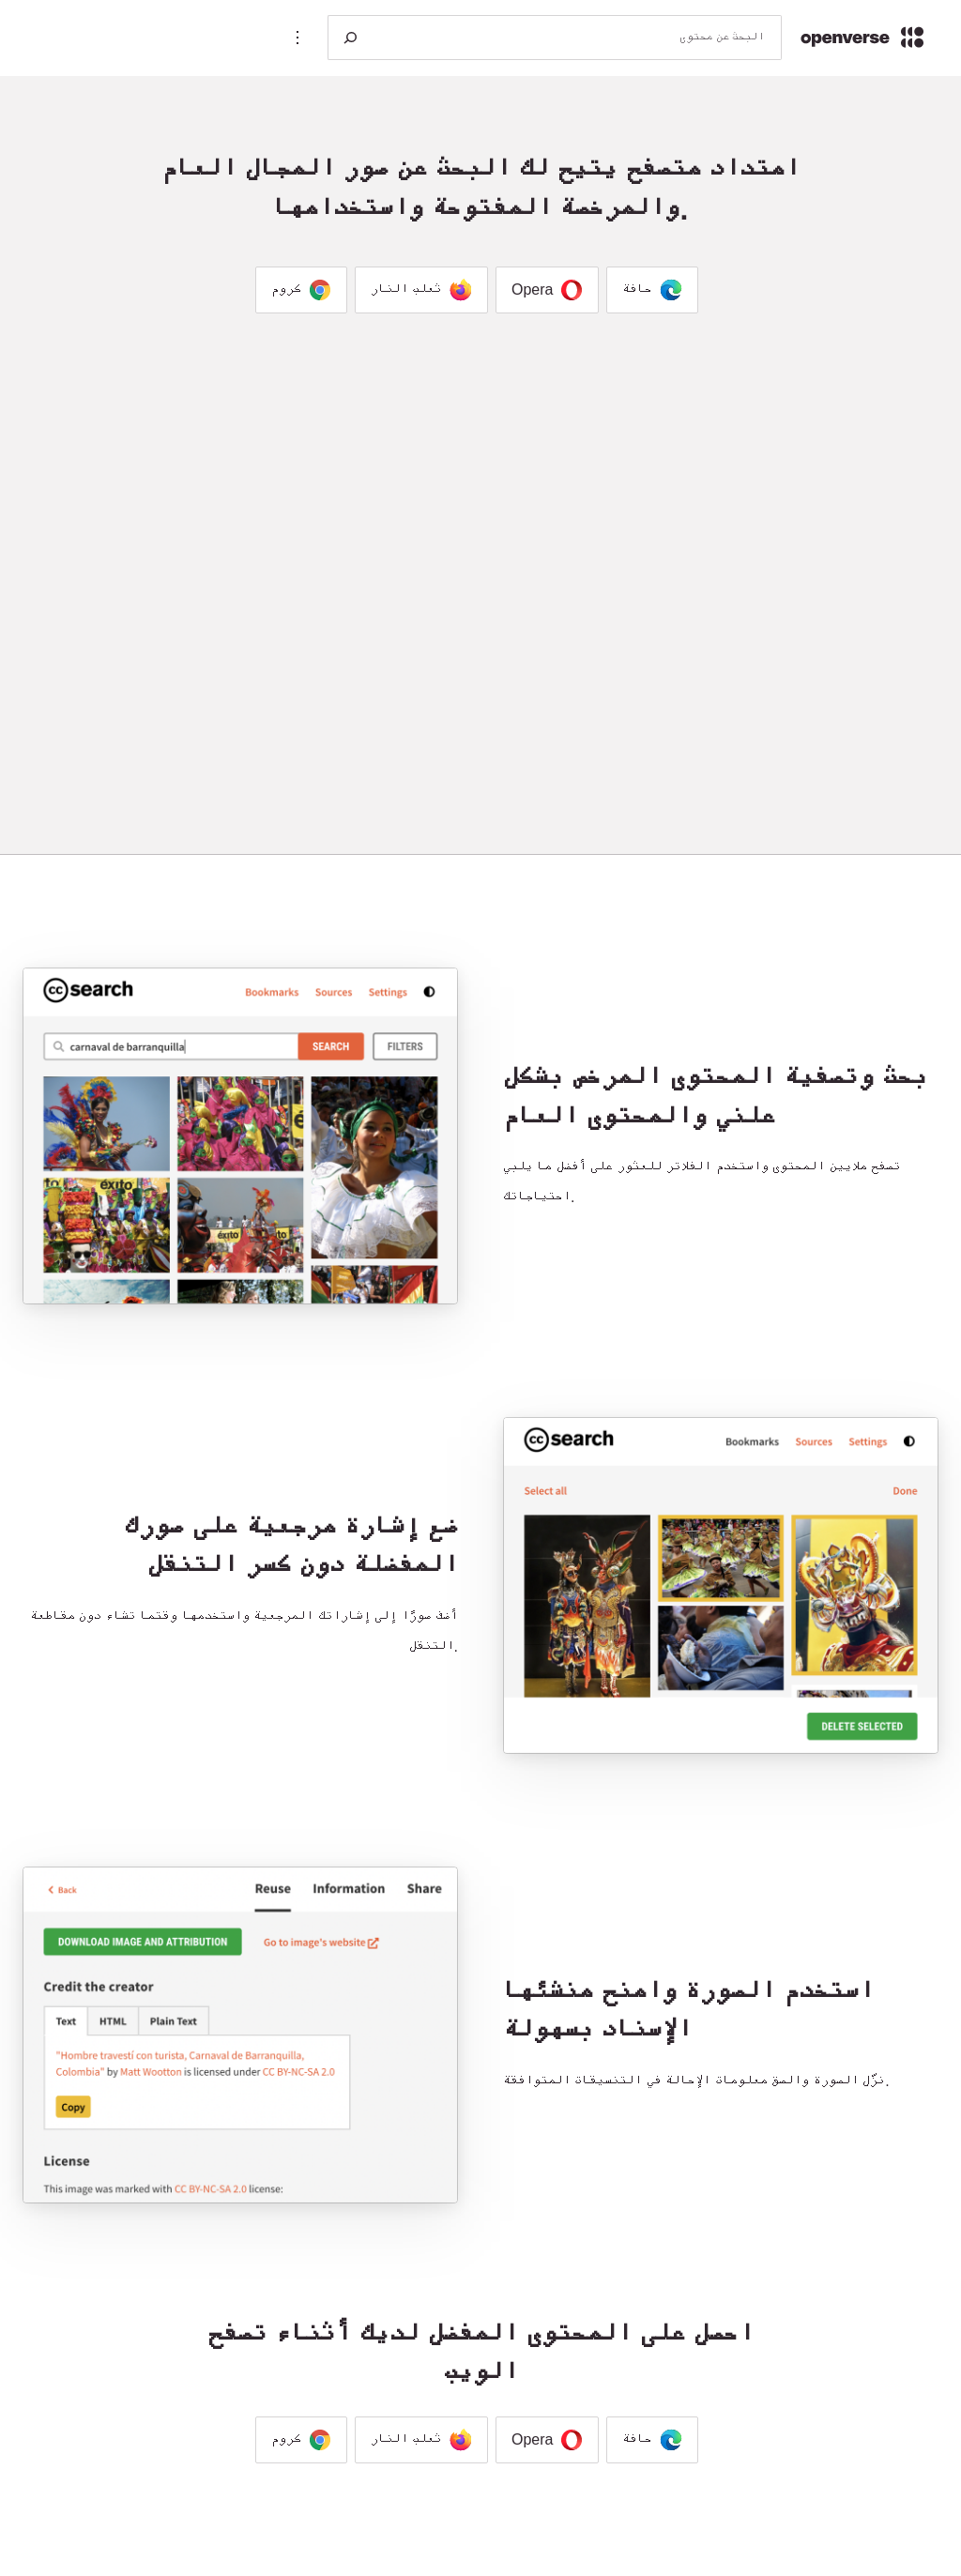 openverse
البحث عن محتوى
امتداد متصفح يتيح لك البحث عن صور المجال العام
والمرخصة المفتوحة واستخدامها.
حافة
Opera
ثعلب النار
كروم
cc search
Bookmarks Sources Settings
carnaval de barranquilla
SEARCH
FILTERS
éxito
éxito
بحث وتصفية المحتوى المرخص بشكل
علني والمحتوى العام
تصفح ملايين المحتوى واستخدم الفلاتر للعثور على أفضل ما يلبي
احتياجاتك.
cc search
Bookmarks Sources Settings
Select all
Done
DELETE SELECTED
ضع إشارة مرجعية على صورك
المفضلة دون كسر التنقل
أضف صورًا إلى إشاراتك المرجعية واستخدمها وقتما تشاء دون مقاطعة
التنقل.
Back
Reuse Information Share
DOWNLOAD IMAGE AND ATTRIBUTION
Go to image's website
Credit the creator
Text HTML Plain Text
"Hombre travestí con turista, Carnaval de Barranquilla,
Colombia" by Matt Wootton is licensed under CC BY-NC-SA 2.0
Copy
License
This image was marked with CC BY-NC-SA 2.0 license:
استخدم الصورة وامنح منشئها
الإسناد بسهولة
نزّل الصورة والصق معلومات الإحالة في التنسيقات المتوافقة.
احصل على المحتوى المفضل لديك أثناء تصفح
الويب
حافة
Opera
ثعلب النار
كروم